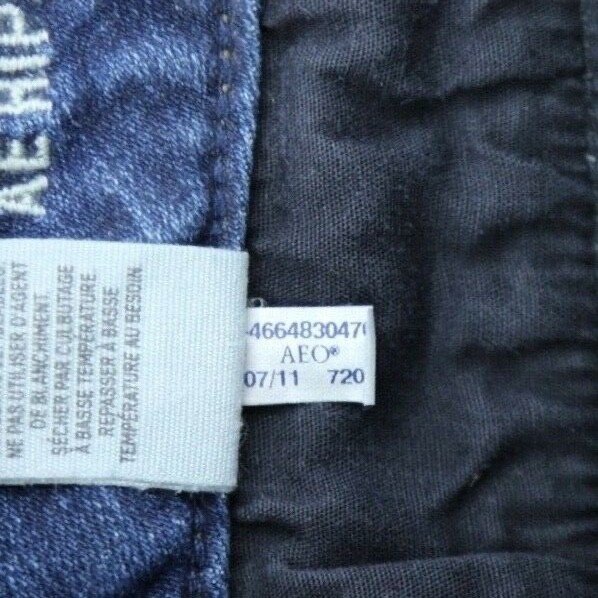 AE HIP
NE PAS UTILISER D'AGENT
DE BLANCHIMENT.
SÉCHER PAR CULBUTAGE
À BASSE TEMPÉRATURE
REPASSER À BASSE
TEMPÉRATURE AU BESOIN.
466483047
AEO®
07/11 720